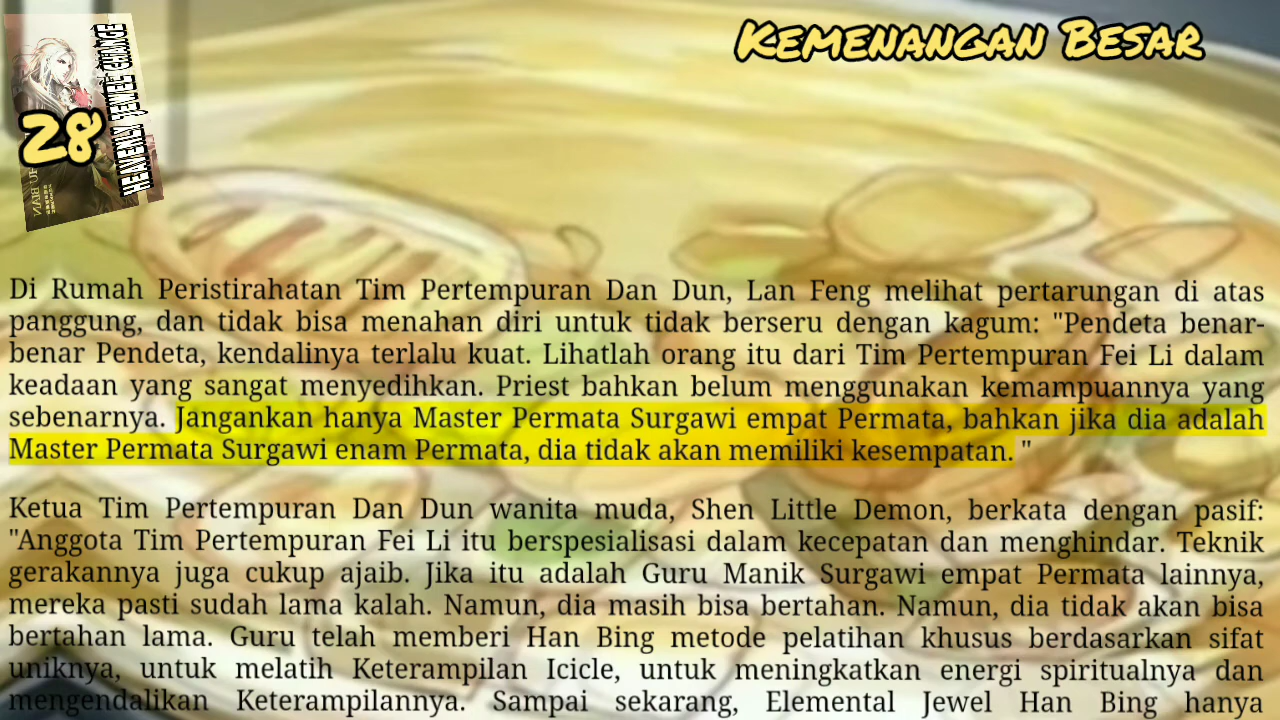 Kemenangan Besar
28
HEAVENLY JEWEL CHANGE
Di Rumah Peristirahatan Tim Pertempuran Dan Dun, Lan Feng melihat pertarungan di atas
panggung, dan tidak bisa menahan diri untuk tidak berseru dengan kagum: "Pendeta benar-
benar Pendeta, kendalinya terlalu kuat. Lihatlah orang itu dari Tim Pertempuran Fei Li dalam
keadaan yang sangat menyedihkan. Priest bahkan belum menggunakan kemampuannya yang
sebenarnya. Jangankan hanya Master Permata Surgawi empat Permata, bahkan jika dia adalah
Master Permata Surgawi enam Permata, dia tidak akan memiliki kesempatan. "
Ketua Tim Pertempuran Dan Dun wanita muda, Shen Little Demon, berkata dengan pasif:
"Anggota Tim Pertempuran Fei Li itu berspesialisasi dalam kecepatan dan menghindar. Teknik
gerakannya juga cukup ajaib. Jika itu adalah Guru Manik Surgawi empat Permata lainnya,
mereka pasti sudah lama kalah. Namun, dia masih bisa bertahan. Namun, dia tidak akan bisa
bertahan lama. Guru telah memberi Han Bing metode pelatihan khusus berdasarkan sifat
uniknya, untuk melatih Keterampilan Icicle, untuk meningkatkan energi spiritualnya dan
mengendalikan Keterampilannya. Sampai sekarang, Elemental Jewel Han Bing hanya